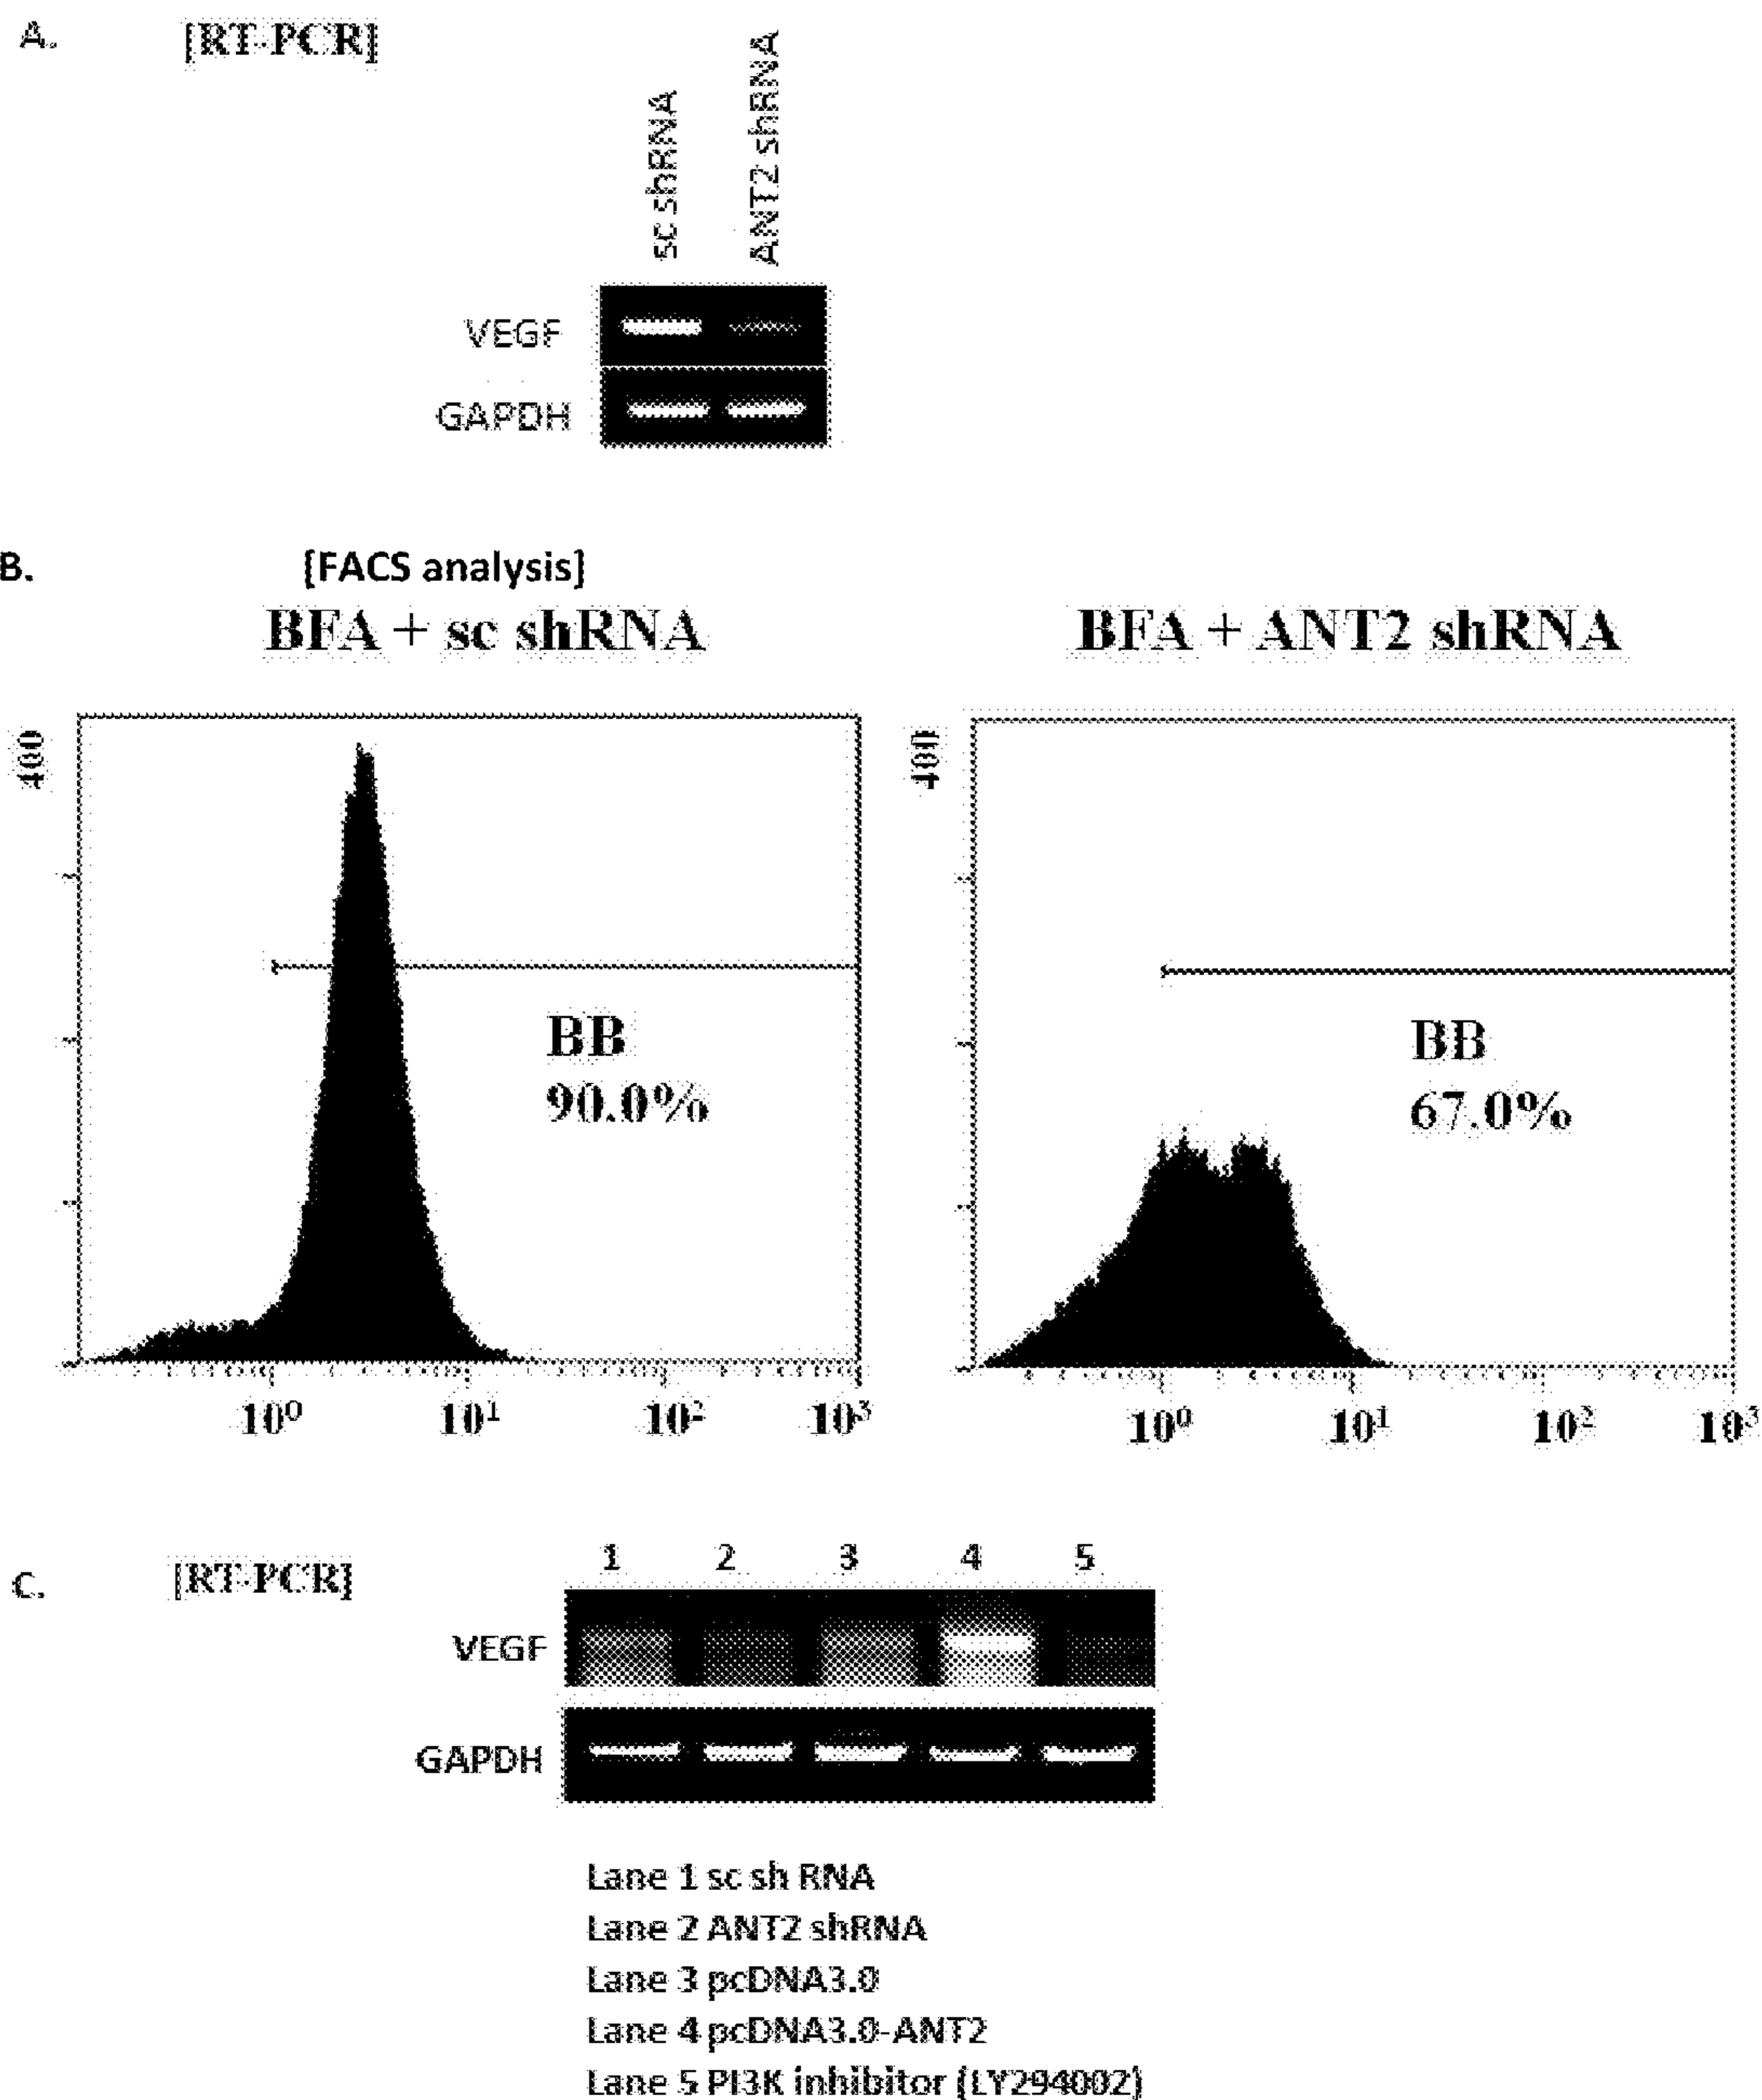 A.
[RT-PCR]
sc shRNA
ANT2 shRNA
VEGF
GAPDH
B.
[FACS analysis]
BFA + sc shRNA
BFA + ANT2 shRNA
400
BB
90.0%
10⁰ 10¹ 10² 10³
400
BB
67.0%
10⁰ 10¹ 10² 10³
C.
[RT-PCR]
1 2 3 4 5
VEGF
GAPDH
Lane 1 sc sh RNA
Lane 2 ANT2 shRNA
Lane 3 pcDNA3.0
Lane 4 pcDNA3.0-ANT2
Lane 5 PI3K inhibitor (LY294002)